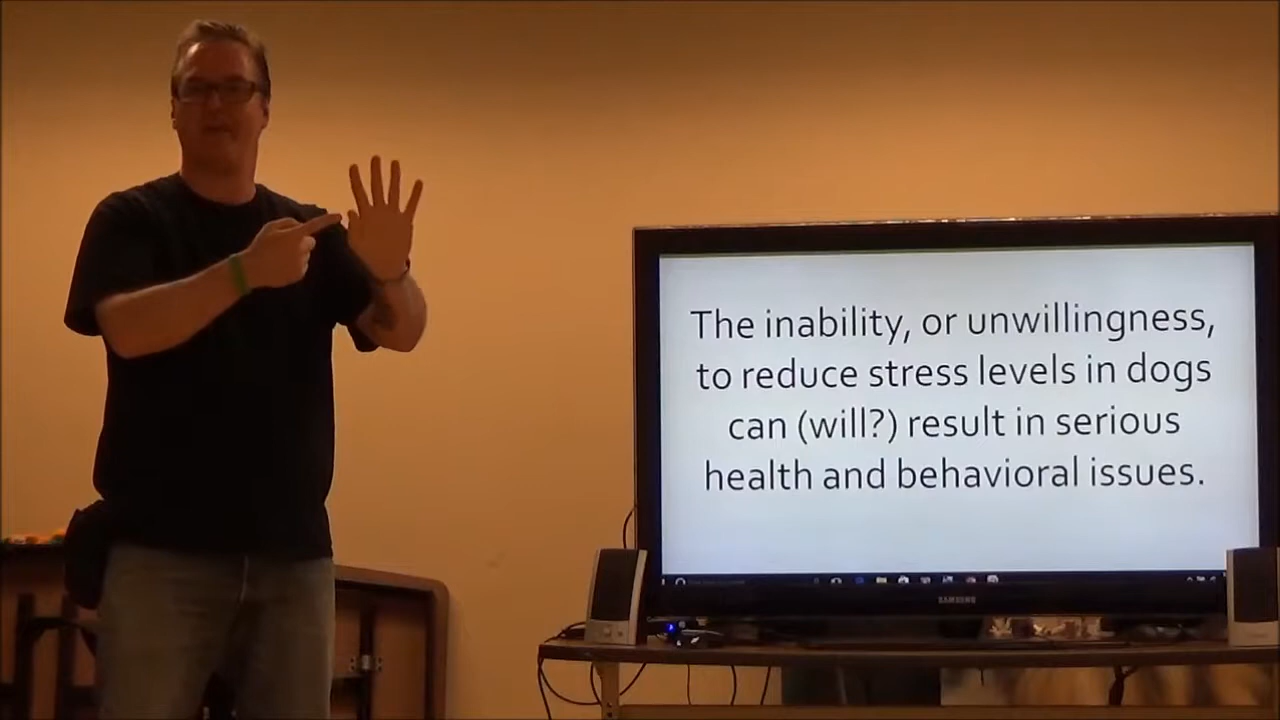 The inability, or unwillingness,
to reduce stress levels in dogs
can (will?) result in serious
health and behavioral issues.
SAMSUNG